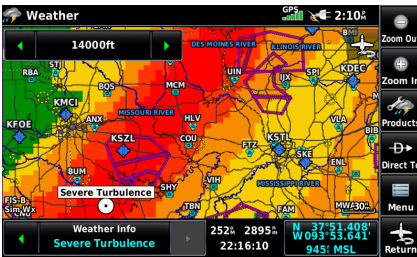 Weather
GPS
2:10
Zoom Out
14000ft
DES MOINES RIVER
ILLINOIS RIVER
BMI
STJ
RBA
BQS
MCM
UIN
IJX
SPI
KDEC
Zoom In
KMCI
MISSOURI RIVER
HLV
VLA
Products
KFOE
ANX
KSZL
COU
FTZ
KSTL
BIB
SKE
ENL
Direct To
BUM
SHY
VIH
MISSISSIPPI RIVER
Severe Turbulence
TBN
FAM
MWA
30
FIS-B
Sim Wx
Menu
Weather Info
Severe Turbulence
252
2895
22:16:10
N 37°51.408'
W093°53.641'
945 MSL
Return